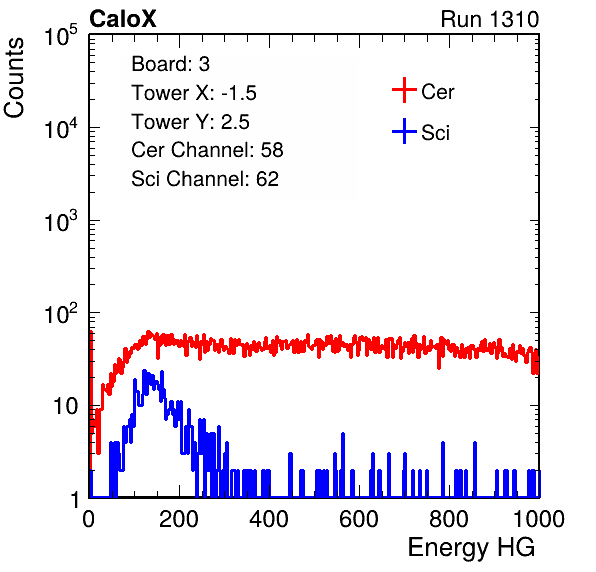 CaloX Run 1310
Counts
10^5
10^4
10^3
10^2
10
1
Board: 3
Tower X: -1.5
Tower Y: 2.5
Cer Channel: 58
Sci Channel: 62
Cer
Sci
0 200 400 600 800 1000
Energy HG